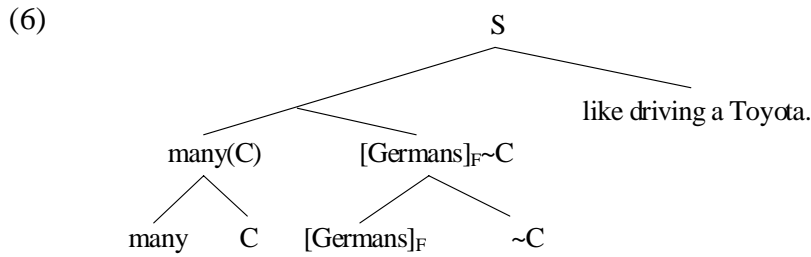 (6)
S
like driving a Toyota.
many(C) [Germans]F~C
many C [Germans]F ~C